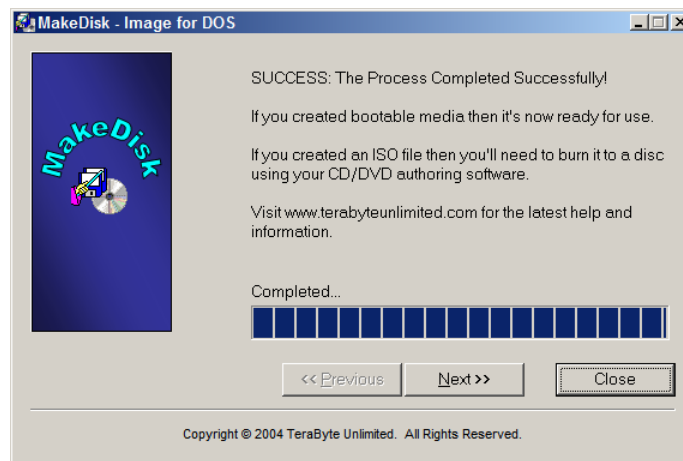 MakeDisk - Image for DOS
MakeDisk
SUCCESS: The Process Completed Successfully!
If you created bootable media then it's now ready for use.
If you created an ISO file then you'll need to burn it to a disc
using your CD/DVD authoring software.
Visit www.terabyteunlimited.com for the latest help and
information.
Completed...
<< Previous
Next >>
Close
Copyright © 2004 TeraByte Unlimited. All Rights Reserved.